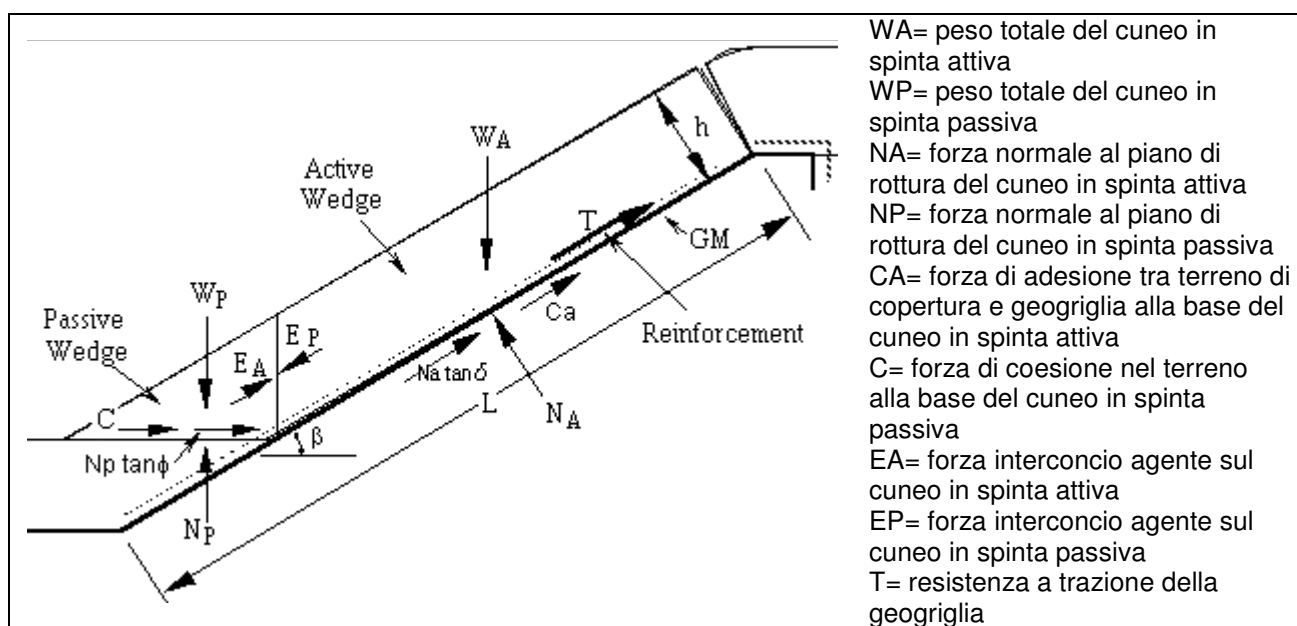 WA
Active
Wedge
h
T
GM
WP
Passive
Wedge
EP
EA
Ca
Reinforcement
Na tanδ
C
L
NA
β
Np tanϕ
NP
WA= peso totale del cuneo in
spinta attiva
WP= peso totale del cuneo in
spinta passiva
NA= forza normale al piano di
rottura del cuneo in spinta attiva
NP= forza normale al piano di
rottura del cuneo in spinta passiva
CA= forza di adesione tra terreno di
copertura e geogriglia alla base del
cuneo in spinta attiva
C= forza di coesione nel terreno
alla base del cuneo in spinta
passiva
EA= forza interconcio agente sul
cuneo in spinta attiva
EP= forza interconcio agente sul
cuneo in spinta passiva
T= resistenza a trazione della
geogriglia